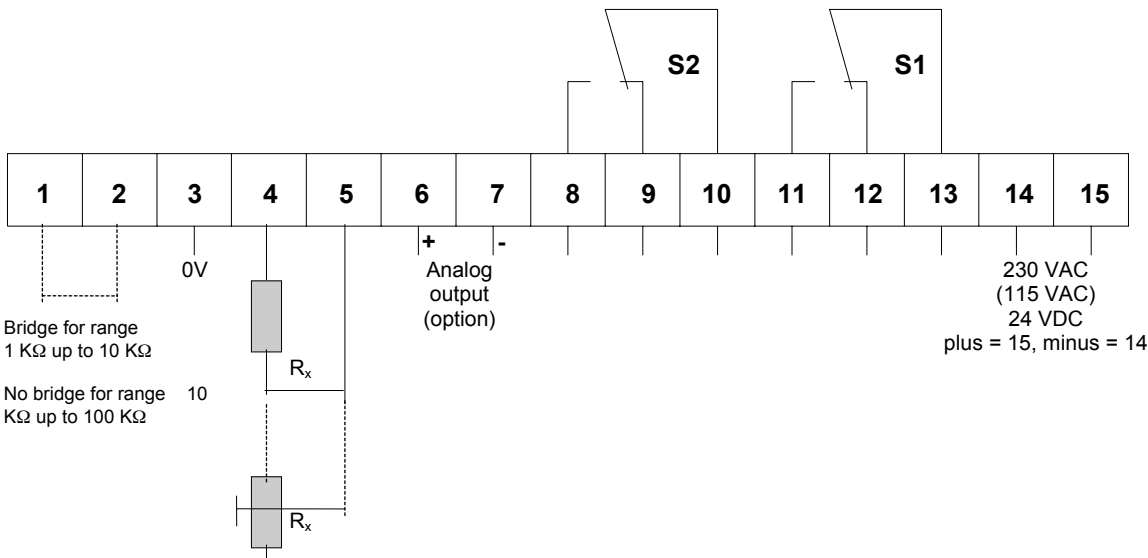 S2
S1
1 2 3 4 5 6 7 8 9 10 11 12 13 14 15
+ -
0V
Analog
output
(option)
230 VAC
(115 VAC)
24 VDC
plus = 15, minus = 14
Bridge for range
1 KΩ up to 10 KΩ
Rx
No bridge for range 10
KΩ up to 100 KΩ
Rx